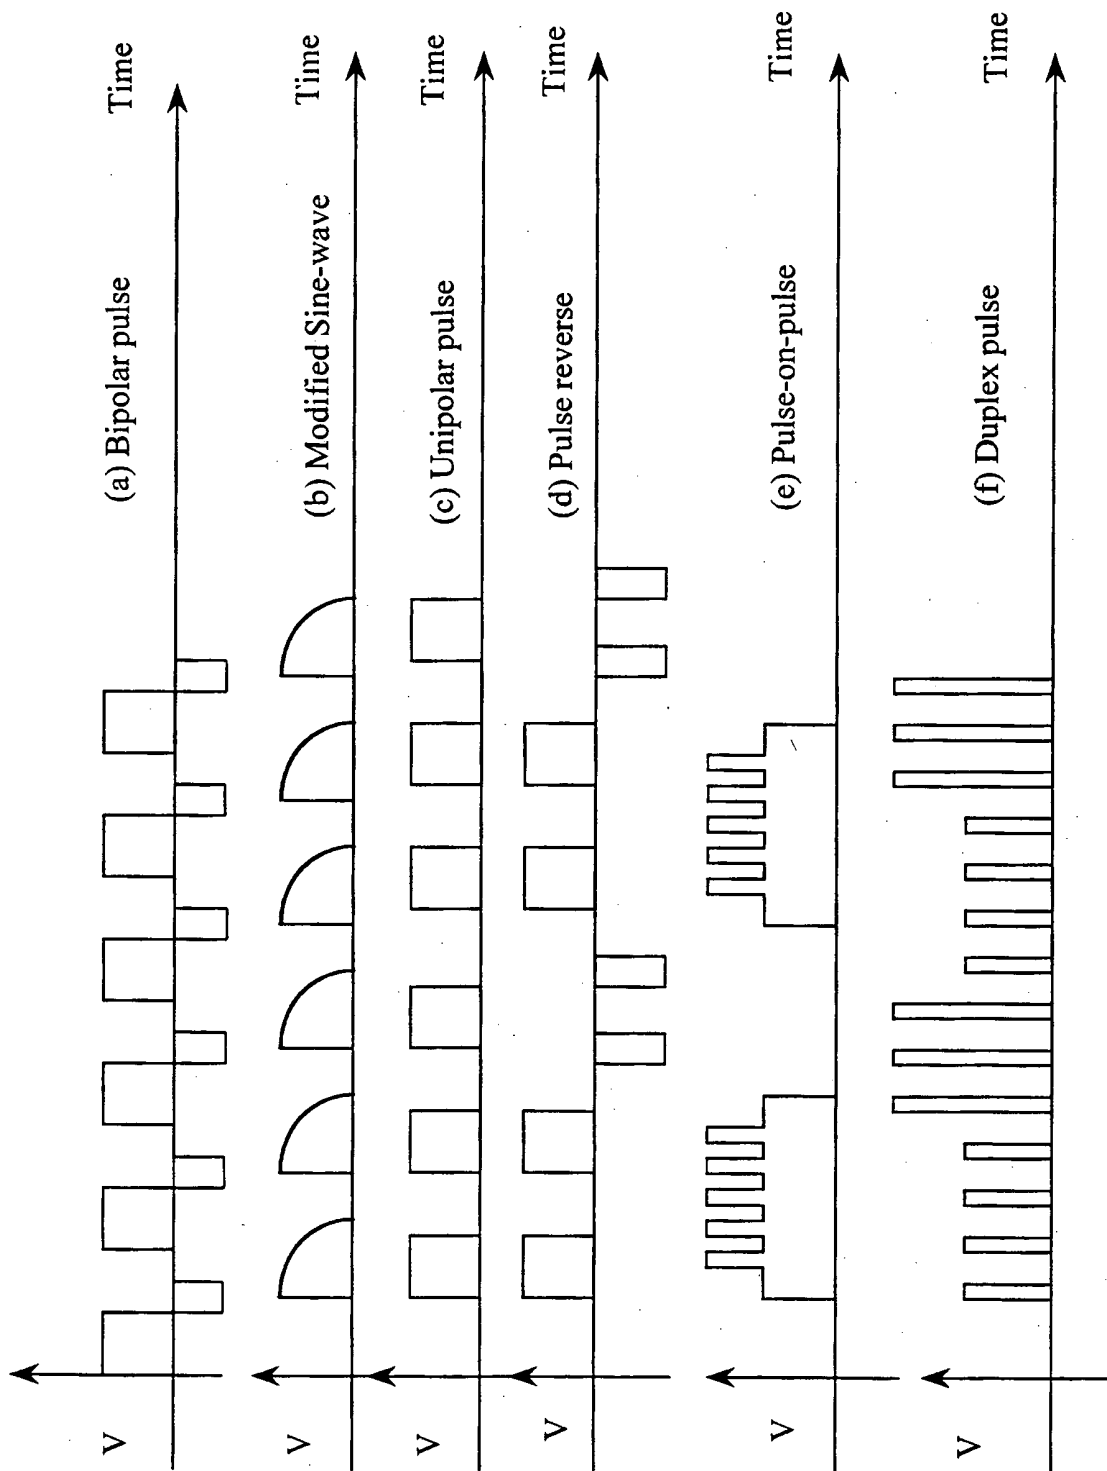 V
(a) Bipolar pulse
Time
V
(b) Modified Sine-wave
Time
V
(c) Unipolar pulse
Time
V
(d) Pulse reverse
Time
V
(e) Pulse-on-pulse
Time
V
(f) Duplex pulse
Time